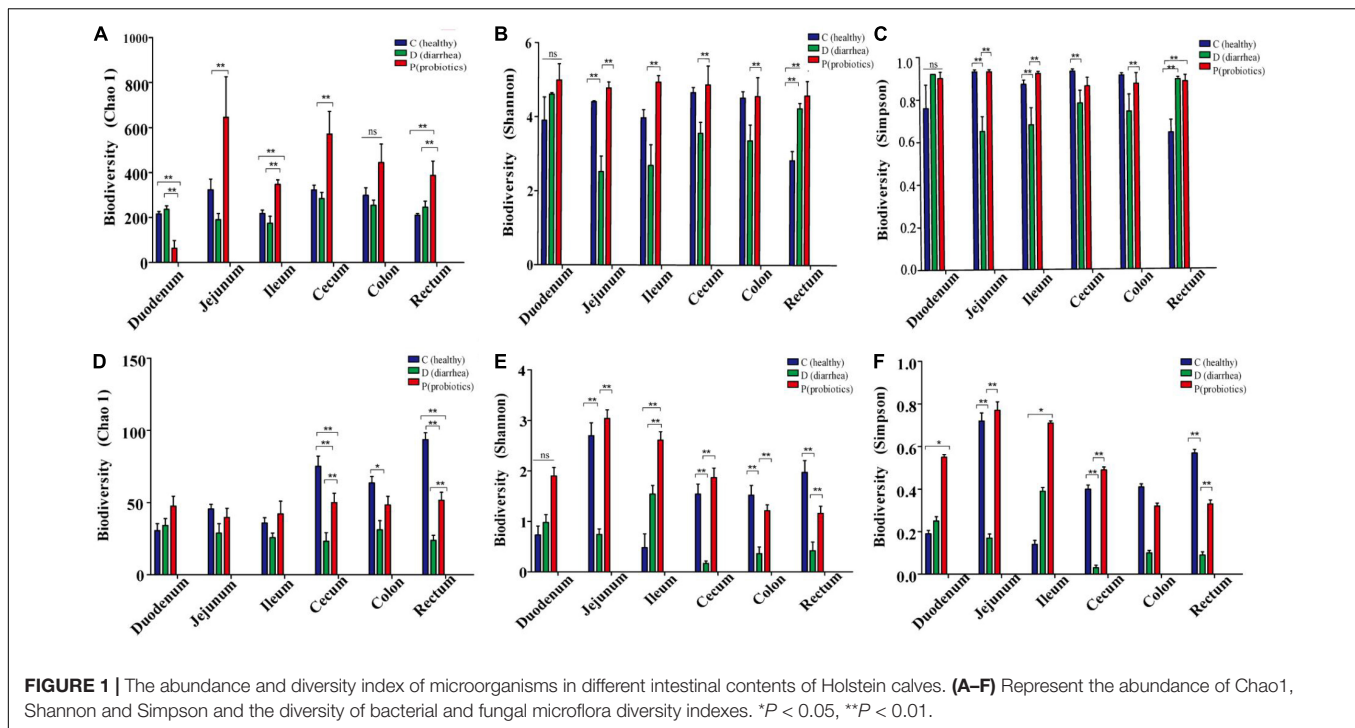 A
Biodiversity (Chao 1)
1000
800
600
400
200
0
C (healthy)
D (diarrhea)
P(probiotics)
** ** ** ** ** ** ns ** **
Duodenum Jejunum Ileum Cecum Colon Rectum
B
Biodiversity (Shannon)
6
4
2
0
C (healthy)
D (diarrhea)
P(probiotics)
ns ** ** ** ** ** ** **
Duodenum Jejunum Ileum Cecum Colon Rectum
C
Biodiversity (Simpson)
1.0
0.8
0.6
0.4
0.2
0.0
C (healthy)
D (diarrhea)
P(probiotics)
ns ** ** ** ** ** ** ** **
Duodenum Jejunum Ileum Cecum Colon Rectum
D
Biodiversity (Chao 1)
150
100
50
0
C (healthy)
D (diarrhea)
P(probiotics)
** ** ** * ** ** **
Duodenum Jejunum Ileum Cecum Colon Rectum
E
Biodiversity (Shannon)
4
3
2
1
0
C (healthy)
D (diarrhea)
P(probiotics)
ns ** ** ** ** ** ** ** ** ** **
Duodenum Jejunum Ileum Cecum Colon Rectum
F
Biodiversity (Simpson)
1.0
0.8
0.6
0.4
0.2
0.0
C (healthy)
D (diarrhea)
P(probiotics)
* ** ** * ** ** ** **
Duodenum Jejunum Ileum Cecum Colon Rectum
FIGURE 1 | The abundance and diversity index of microorganisms in different intestinal contents of Holstein calves. (A–F) Represent the abundance of Chao1,
Shannon and Simpson and the diversity of bacterial and fungal microflora diversity indexes. *P < 0.05, **P < 0.01.